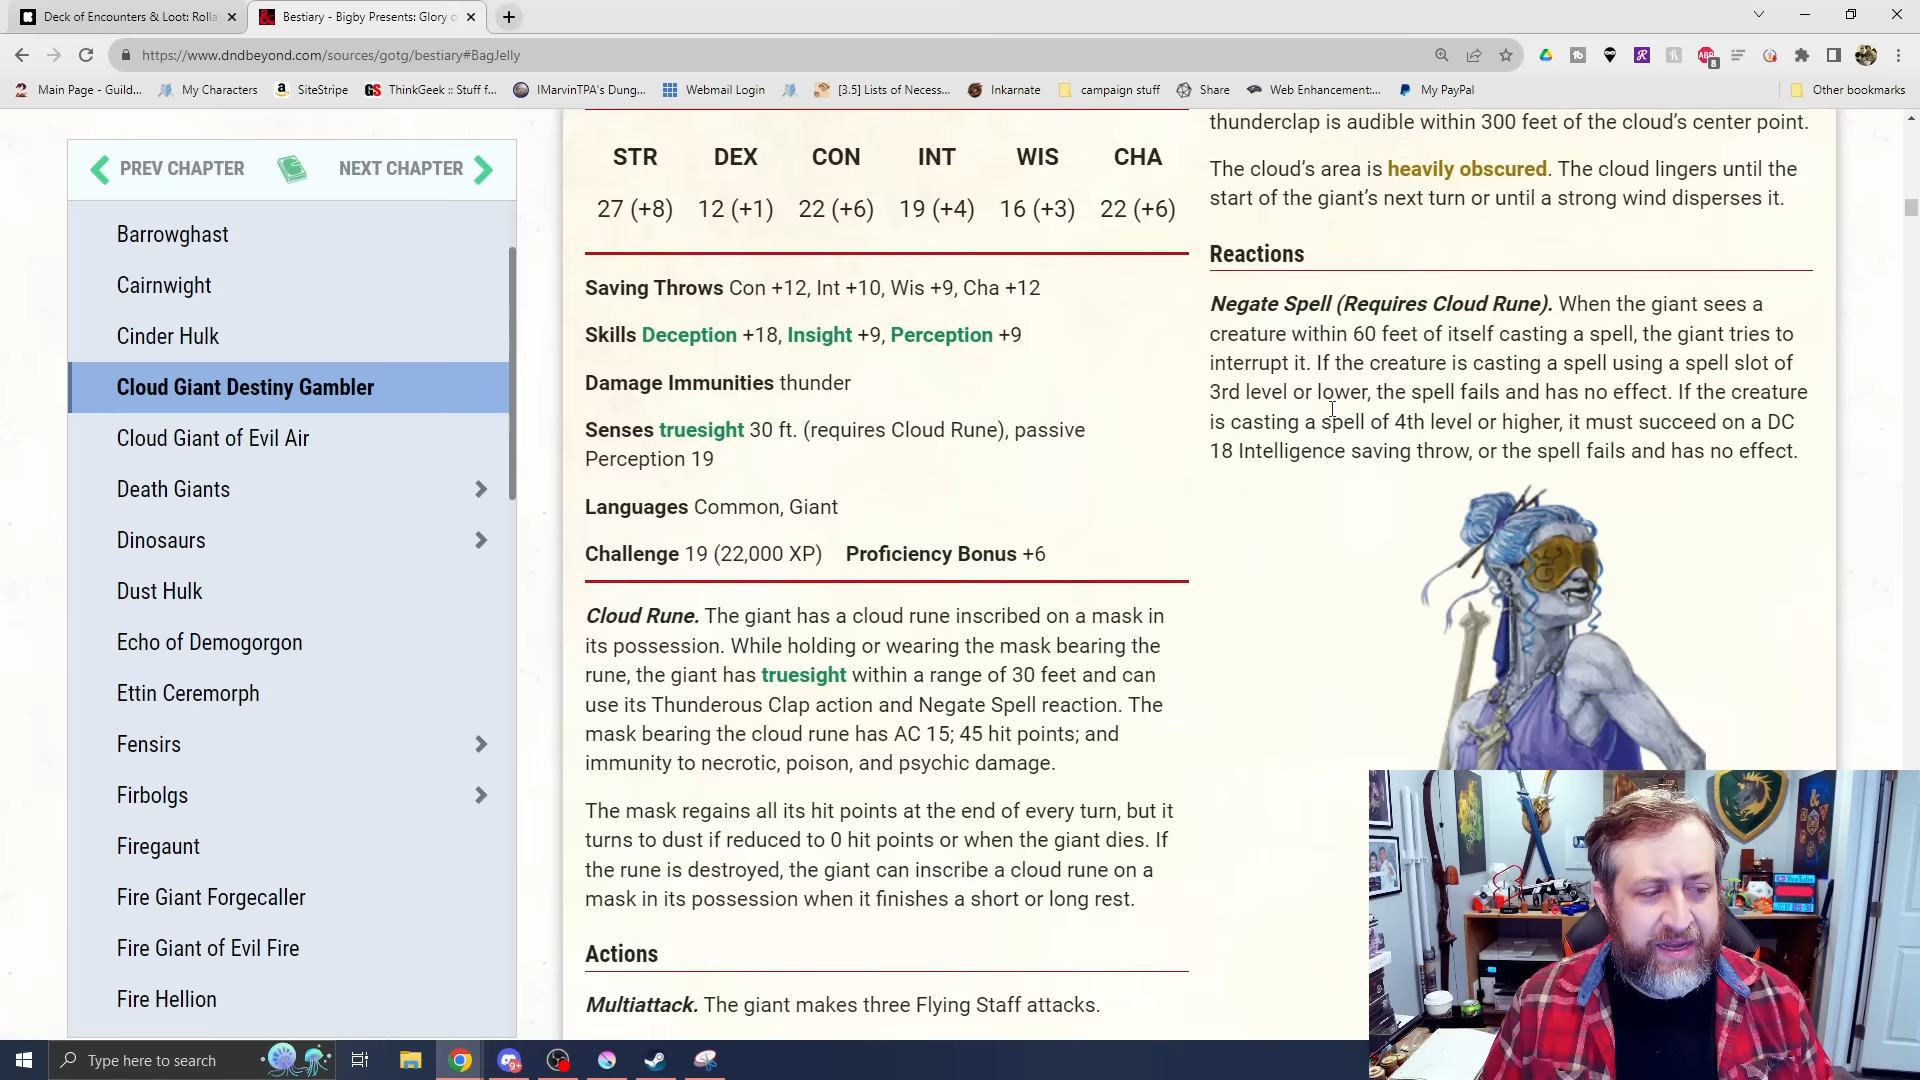 Deck of Encounters & Loot: Rolla
Bestiary - Bigby Presents: Glory o
https://www.dndbeyond.com/sources/gotg/bestiary#BagJelly
Main Page - Guild...
My Characters
SiteStripe
ThinkGeek :: Stuff f...
IMarvinTPA's Dung...
Webmail Login
[3.5] Lists of Necess...
Inkarnate
campaign stuff
Share
Web Enhancement:...
My PayPal
Other bookmarks
PREV CHAPTER
NEXT CHAPTER
Barrowghast
Cairnwight
Cinder Hulk
Cloud Giant Destiny Gambler
Cloud Giant of Evil Air
Death Giants
Dinosaurs
Dust Hulk
Echo of Demogorgon
Ettin Ceremorph
Fensirs
Firbolgs
Firegaunt
Fire Giant Forgecaller
Fire Giant of Evil Fire
Fire Hellion
STR DEX CON INT WIS CHA
27 (+8) 12 (+1) 22 (+6) 19 (+4) 16 (+3) 22 (+6)
Saving Throws Con +12, Int +10, Wis +9, Cha +12
Skills Deception +18, Insight +9, Perception +9
Damage Immunities thunder
Senses truesight 30 ft. (requires Cloud Rune), passive
Perception 19
Languages Common, Giant
Challenge 19 (22,000 XP) Proficiency Bonus +6
Cloud Rune. The giant has a cloud rune inscribed on a mask in
its possession. While holding or wearing the mask bearing the
rune, the giant has truesight within a range of 30 feet and can
use its Thunderous Clap action and Negate Spell reaction. The
mask bearing the cloud rune has AC 15; 45 hit points; and
immunity to necrotic, poison, and psychic damage.
The mask regains all its hit points at the end of every turn, but it
turns to dust if reduced to 0 hit points or when the giant dies. If
the rune is destroyed, the giant can inscribe a cloud rune on a
mask in its possession when it finishes a short or long rest.
Actions
Multiattack. The giant makes three Flying Staff attacks.
thunderclap is audible within 300 feet of the cloud's center point.
The cloud's area is heavily obscured. The cloud lingers until the
start of the giant's next turn or until a strong wind disperses it.
Reactions
Negate Spell (Requires Cloud Rune). When the giant sees a
creature within 60 feet of itself casting a spell, the giant tries to
interrupt it. If the creature is casting a spell using a spell slot of
3rd level or lower, the spell fails and has no effect. If the creature
is casting a spell of 4th level or higher, it must succeed on a DC
18 Intelligence saving throw, or the spell fails and has no effect.
YouTube
Type here to search